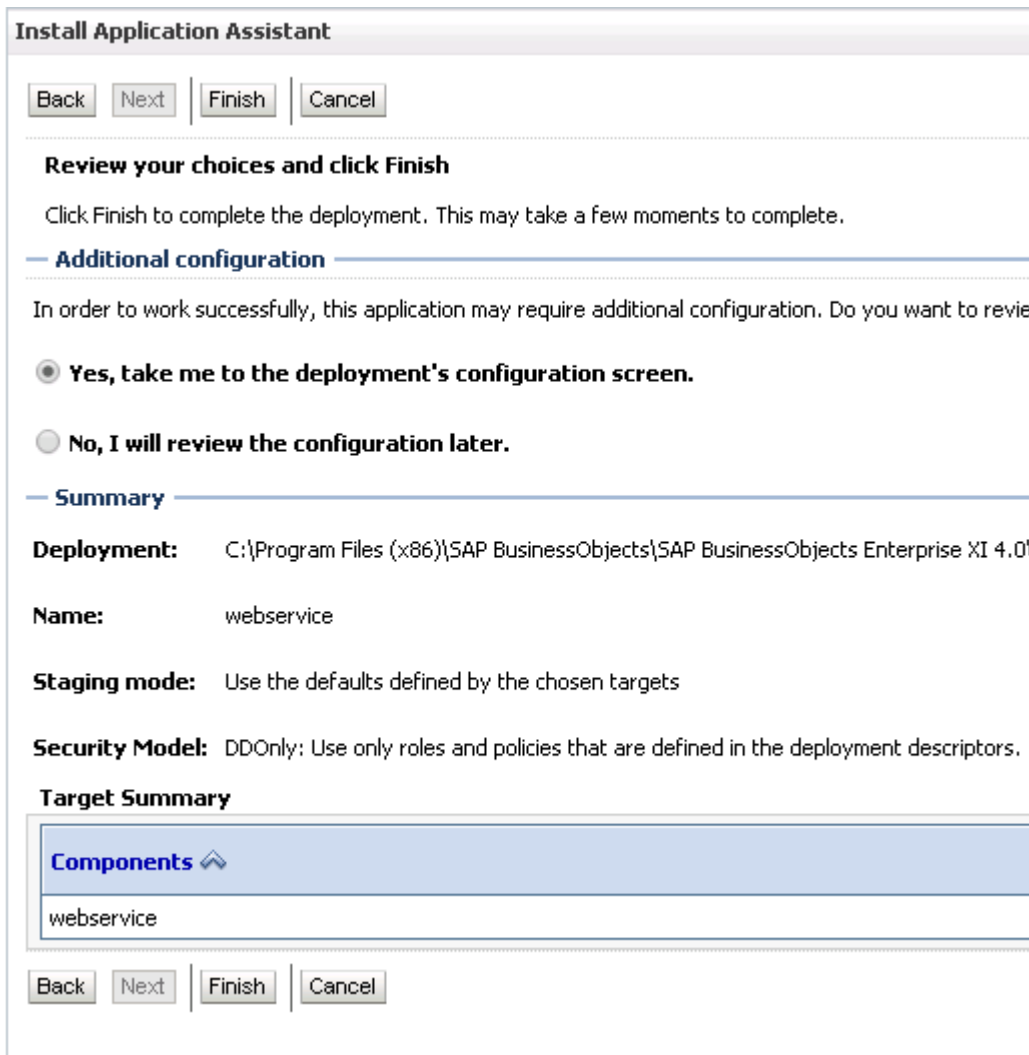 Install Application Assistant
Back Next Finish Cancel
Review your choices and click Finish
Click Finish to complete the deployment. This may take a few moments to complete.
Additional configuration
In order to work successfully, this application may require additional configuration. Do you want to revie
Yes, take me to the deployment's configuration screen.
No, I will review the configuration later.
Summary
Deployment: C:\Program Files (x86)\SAP BusinessObjects\SAP BusinessObjects Enterprise XI 4.0\
Name: webservice
Staging mode: Use the defaults defined by the chosen targets
Security Model: DDOnly: Use only roles and policies that are defined in the deployment descriptors.
Target Summary
Components
webservice
Back Next Finish Cancel